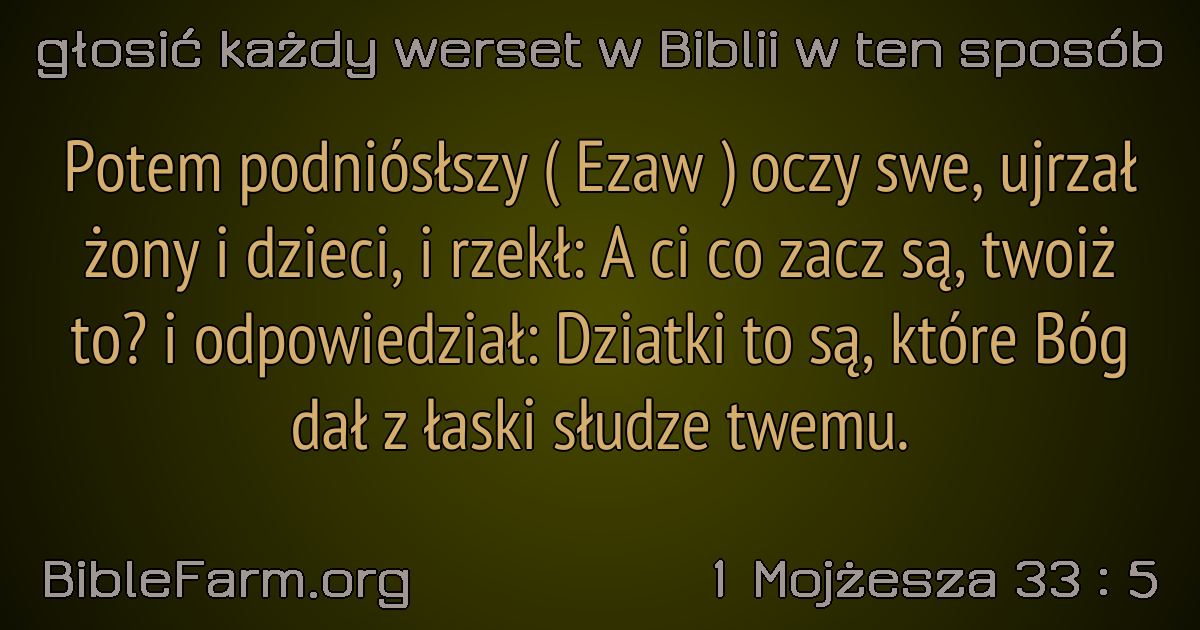 głosić każdy werset w Biblii w ten sposób
Potem podniósłszy ( Ezaw ) oczy swe, ujrzał
żony i dzieci, i rzekł: A ci co zacz są, twoiż
to? i odpowiedział: Dziatki to są, które Bóg
dał z łaski słudze twemu.
BibleFarm.org
1 Mojżesza 33 : 5